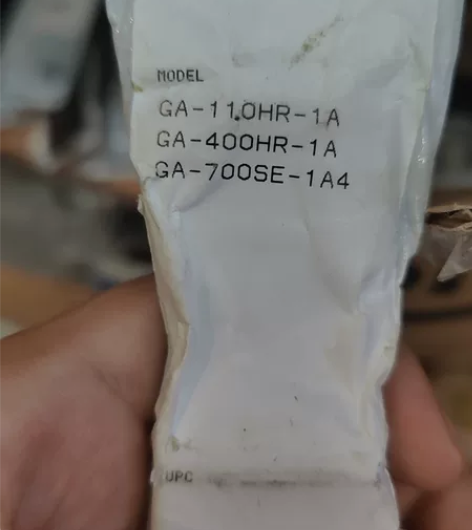 MODEL
GA-110HR-1A
GA-400HR-1A
GA-700SE-1A4
UPC